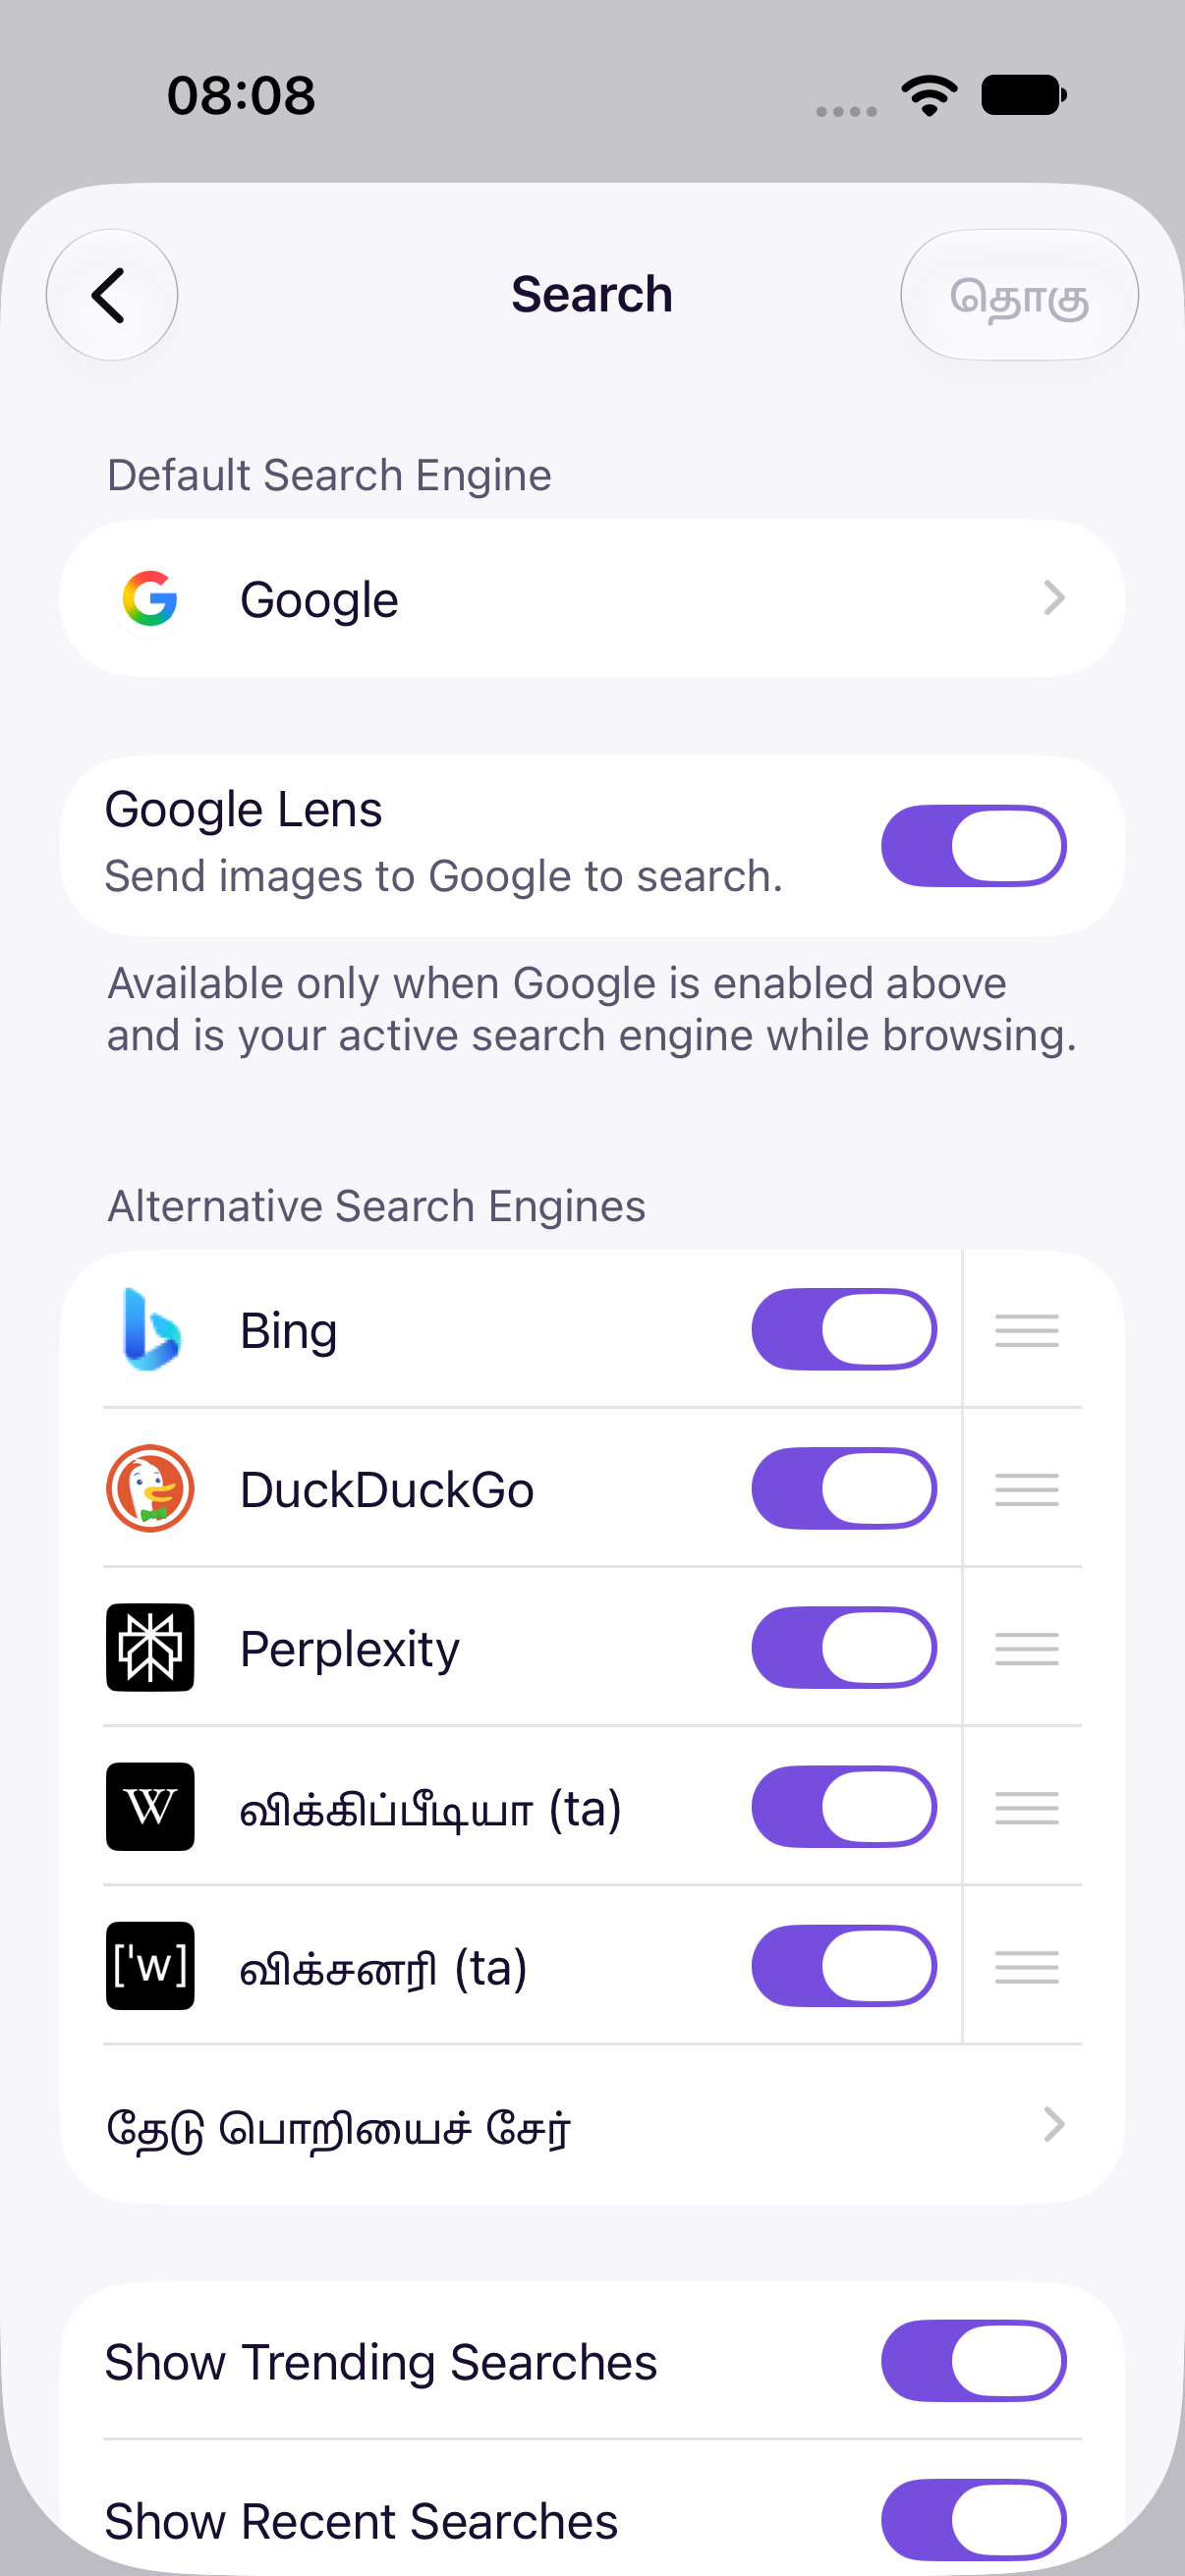 08:08
Search
தொகு
Default Search Engine
Google
Google Lens
Send images to Google to search.
Available only when Google is enabled above
and is your active search engine while browsing.
Alternative Search Engines
Bing
DuckDuckGo
Perplexity
W
விக்கிப்பீடியா (ta)
['w]
விக்சனரி (ta)
தேடு பொறியைச் சேர்
Show Trending Searches
Show Recent Searches